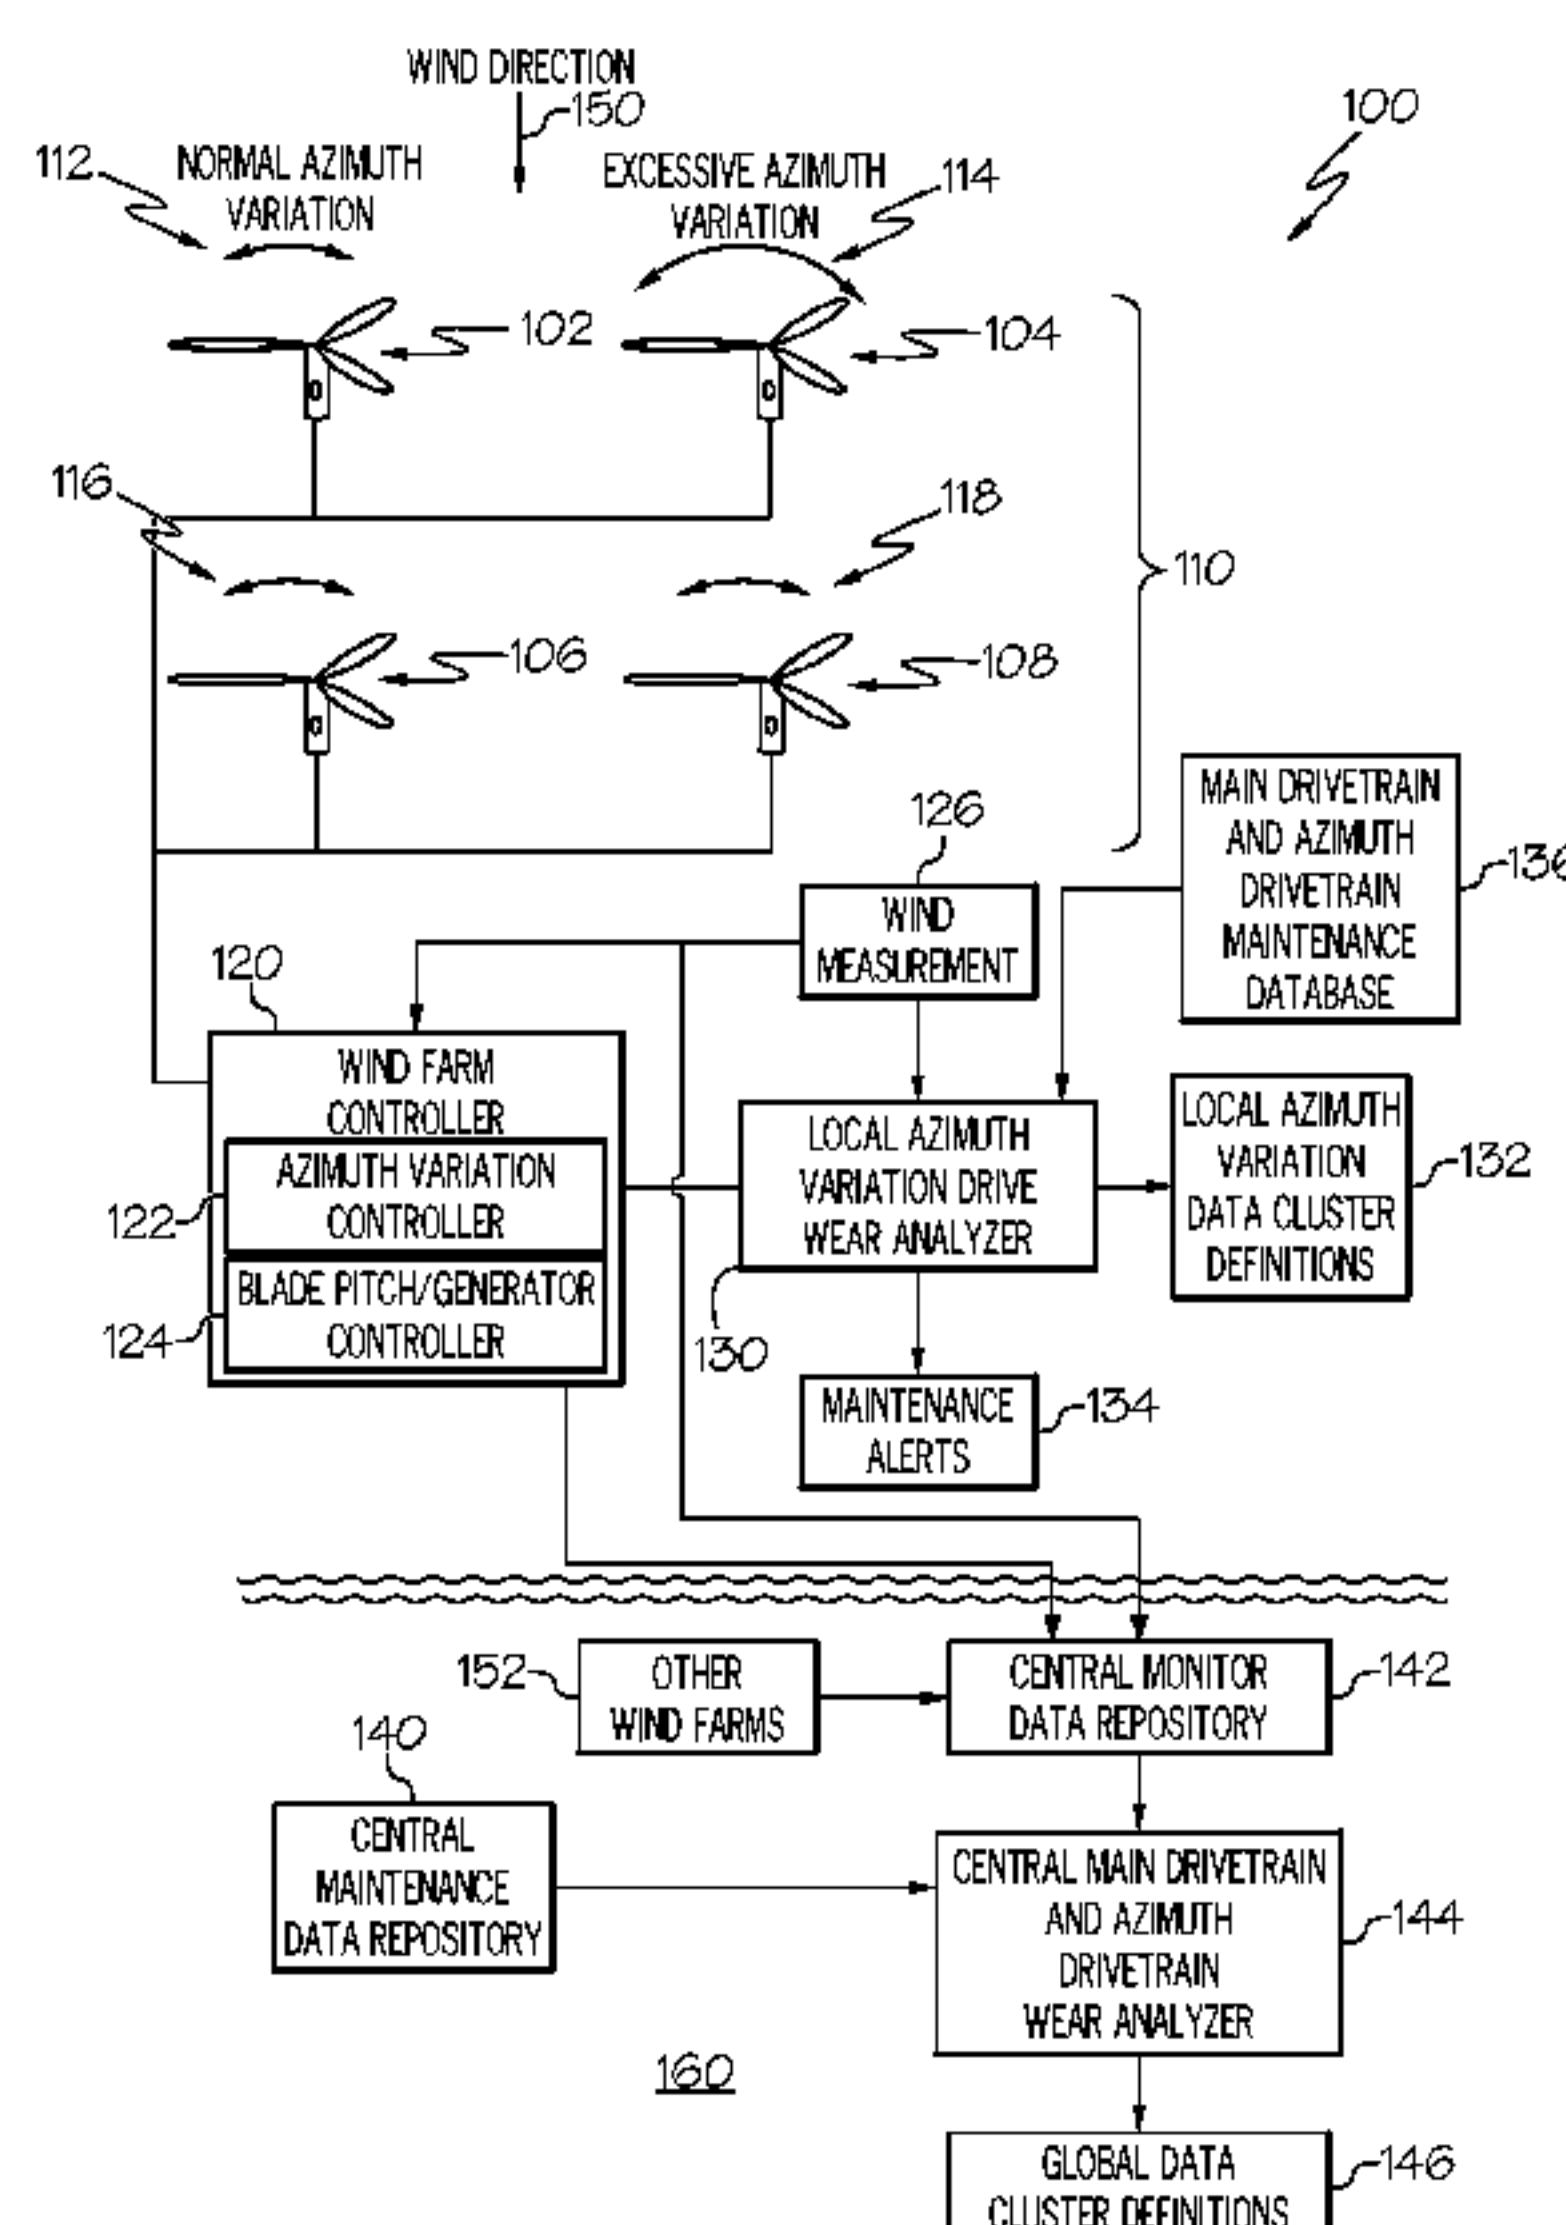 WIND DIRECTION
150
100
112
NORMAL AZIMUTH
VARIATION
EXCESSIVE AZIMUTH
VARIATION
114
102
104
116
118
110
106
108
126
MAIN DRIVETRAIN
AND AZIMUTH
DRIVETRAIN
MAINTENANCE
DATABASE
136
WIND
MEASUREMENT
120
WIND FARM
CONTROLLER
AZIMUTH VARIATION
CONTROLLER
122
BLADE PITCH/GENERATOR
CONTROLLER
124
LOCAL AZIMUTH
VARIATION DRIVE
WEAR ANALYZER
130
LOCAL AZIMUTH
VARIATION
DATA CLUSTER
DEFINITIONS
132
MAINTENANCE
ALERTS
134
152
OTHER
WIND FARMS
CENTRAL MONITOR
DATA REPOSITORY
142
140
CENTRAL
MAINTENANCE
DATA REPOSITORY
CENTRAL MAIN DRIVETRAIN
AND AZIMUTH
DRIVETRAIN
WEAR ANALYZER
144
160
GLOBAL DATA
CLUSTER DEFINITIONS
146